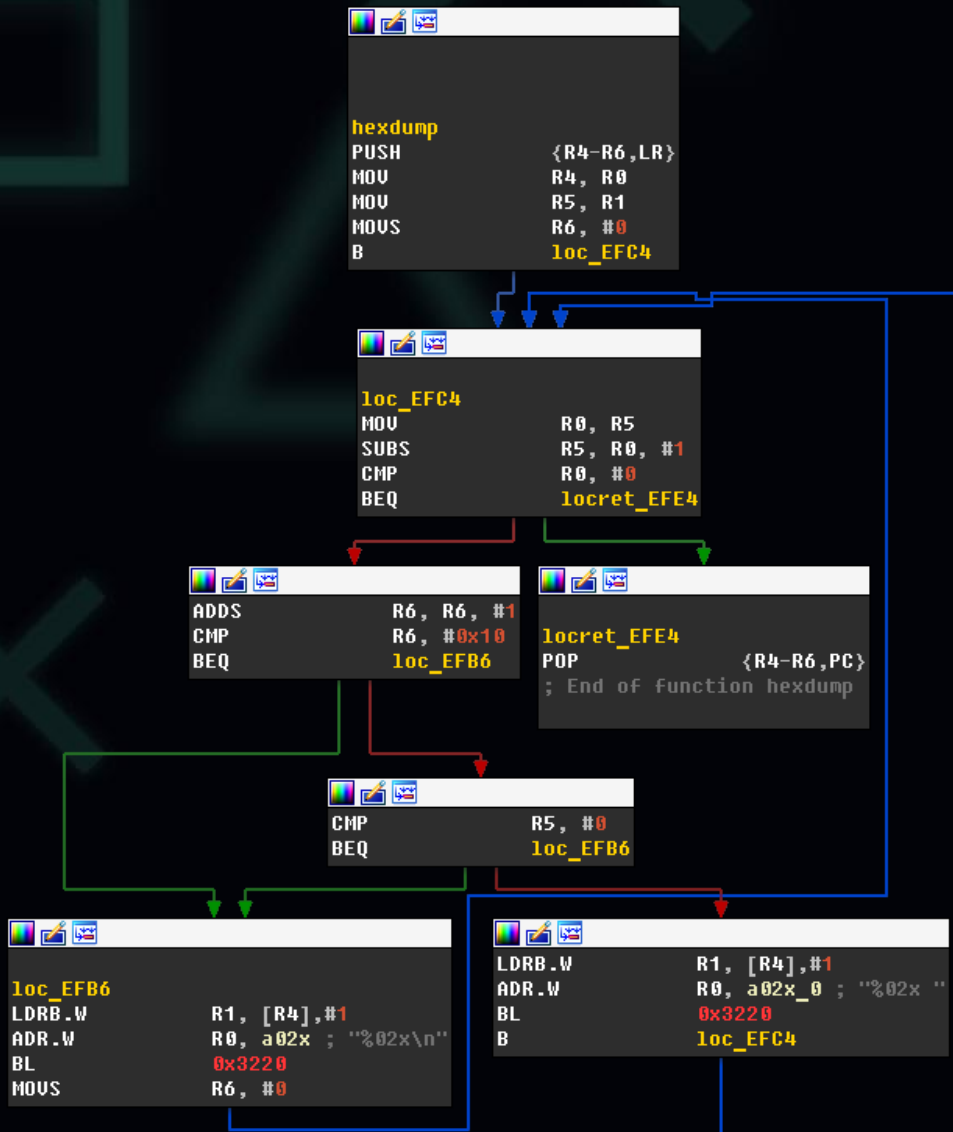 hexdump
PUSH {R4-R6,LR}
MOV R4, R0
MOV R5, R1
MOVS R6, #0
B loc_EFC4
loc_EFC4
MOV R0, R5
SUBS R5, R0, #1
CMP R0, #0
BEQ locret_EFE4
ADDS R6, R6, #1
CMP R6, #0x10
BEQ loc_EFB6
locret_EFE4
POP {R4-R6,PC}
; End of function hexdump
CMP R5, #0
BEQ loc_EFB6
loc_EFB6
LDRB.W R1, [R4],#1
ADR.W R0, a02x ; "%02x\n"
BL 0x3220
MOVS R6, #0
LDRB.W R1, [R4],#1
ADR.W R0, a02x_0 ; "%02x "
BL 0x3220
B loc_EFC4